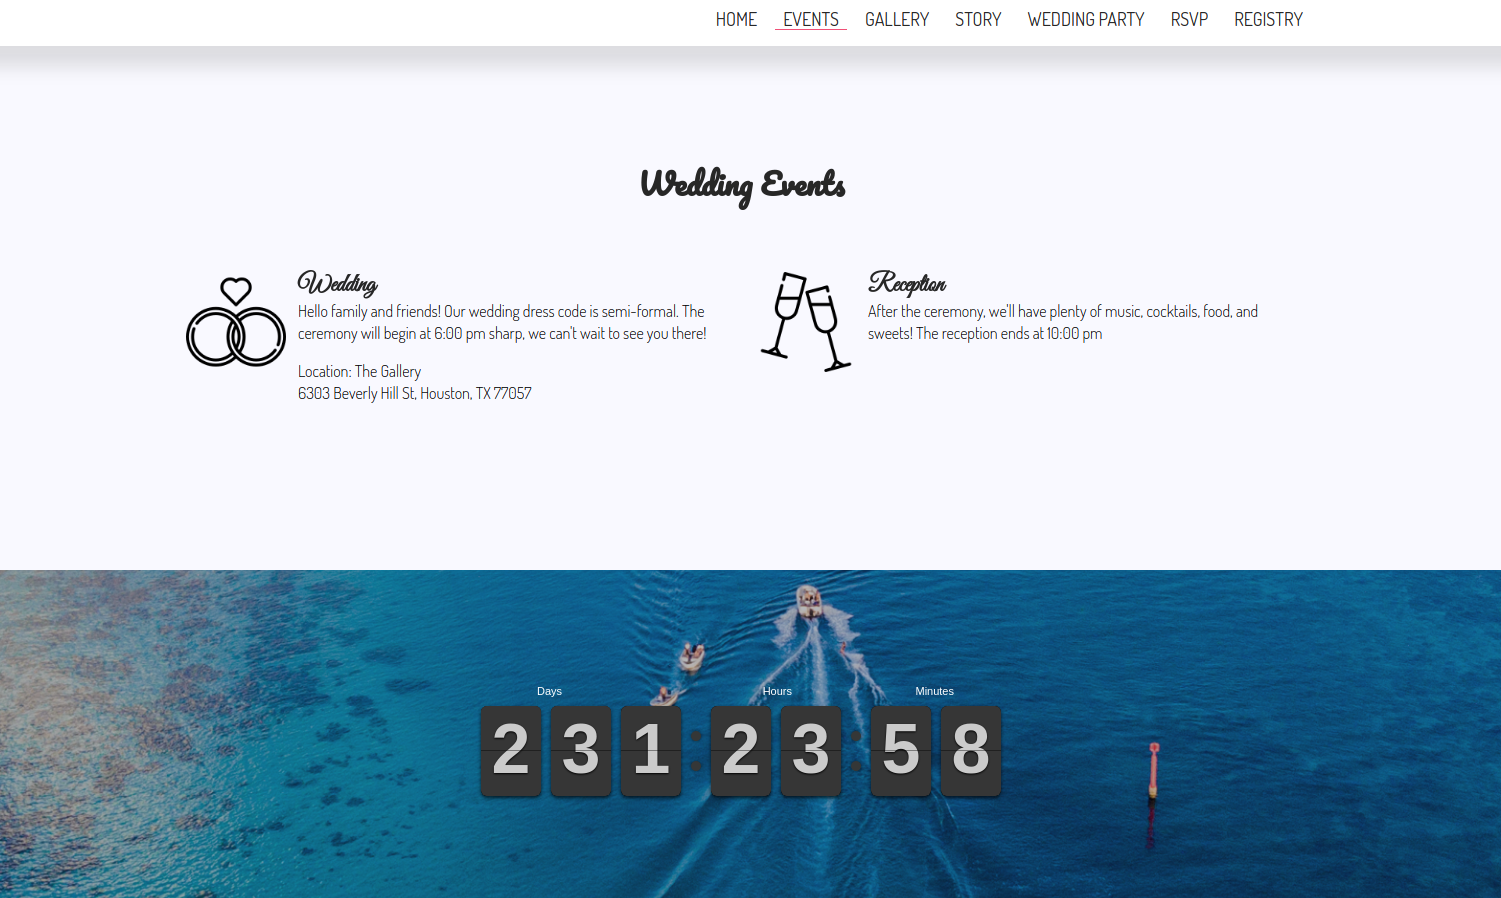 HOME EVENTS GALLERY STORY WEDDING PARTY RSVP REGISTRY
Wedding Events
Wedding
Hello family and friends! Our wedding dress code is semi-formal. The
ceremony will begin at 6:00 pm sharp, we can't wait to see you there!
Location: The Gallery
6303 Beverly Hill St, Houston, TX 77057
Reception
After the ceremony, we'll have plenty of music, cocktails, food, and
sweets! The reception ends at 10:00 pm
Days Hours Minutes
231:23:58